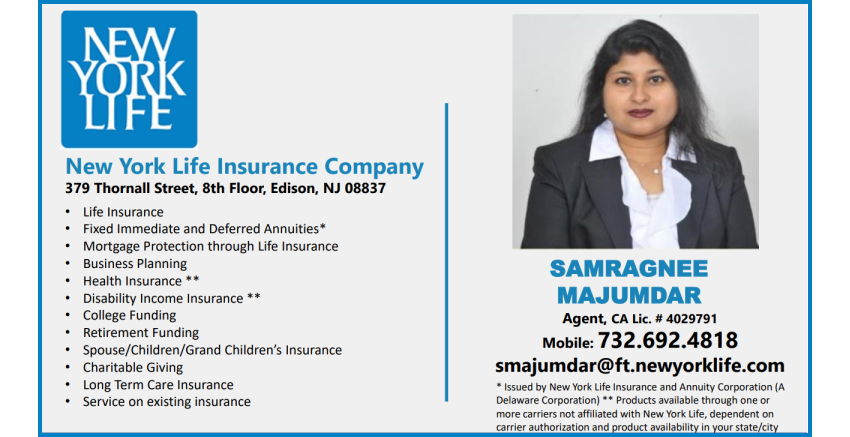 NEW
YORK
LIFE
New York Life Insurance Company
379 Thornall Street, 8th Floor, Edison, NJ 08837
• Life Insurance
• Fixed Immediate and Deferred Annuities*
• Mortgage Protection through Life Insurance
• Business Planning
• Health Insurance **
• Disability Income Insurance **
• College Funding
• Retirement Funding
• Spouse/Children/Grand Children's Insurance
• Charitable Giving
• Long Term Care Insurance
• Service on existing insurance
SAMRAGNEE
MAJUMDAR
Agent, CA Lic. # 4029791
Mobile: 732.692.4818
smajumdar@ft.newyorklife.com
* Issued by New York Life Insurance and Annuity Corporation (A
Delaware Corporation) ** Products available through one or
more carriers not affiliated with New York Life, dependent on
carrier authorization and product availability in your state/city